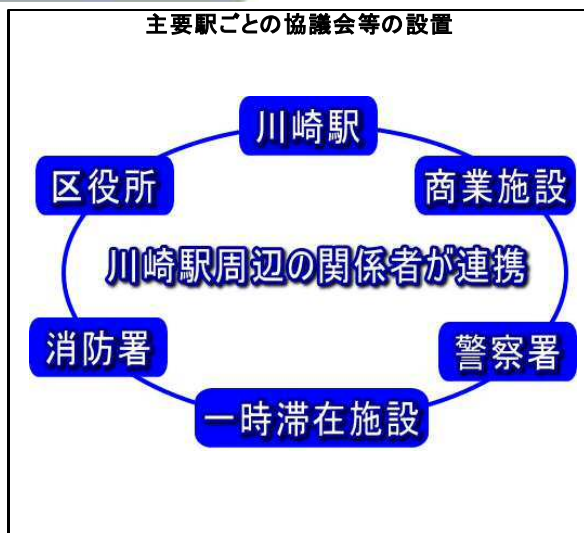 主要駅ごとの協議会等の設置
川崎駅
区役所
商業施設
川崎駅周辺の関係者が連携
消防署
警察署
一時滞在施設